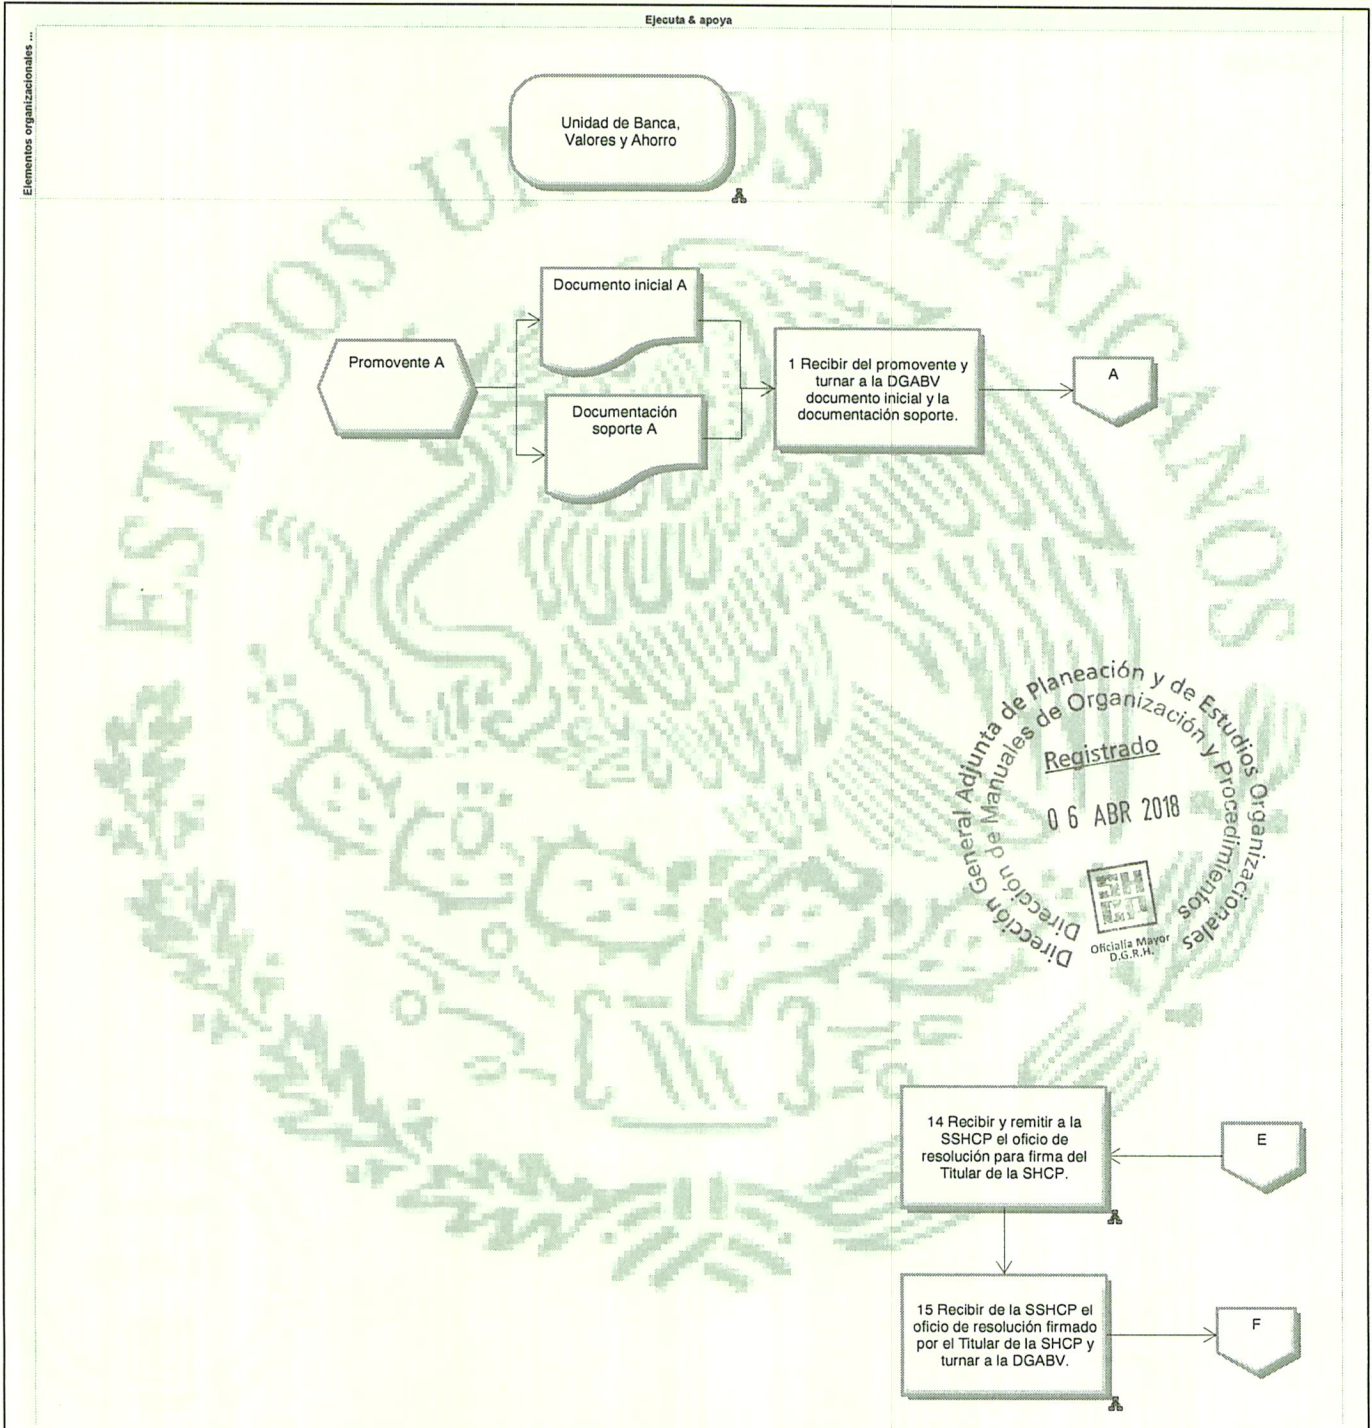 Ejecuta & apoya
Elementos organizacionales ...
Unidad de Banca,
Valores y Ahorro
ESTADOS UNIDOS MEXICANOS
Promovente A
Documento inicial A
Documentación
soporte A
1 Recibir del promovente y
turnar a la DGABV
documento inicial y la
documentación soporte.
A
Dirección General Adjunta de Planeación y de Estudios Organizacionales
Dirección de Manuales de Organización y Procedimientos
Registrado
06 ABR 2018
Oficialía Mayor
D.G.R.H.
14 Recibir y remitir a la
SSHCP el oficio de
resolución para firma del
Titular de la SHCP.
E
15 Recibir de la SSHCP el
oficio de resolución firmado
por el Titular de la SHCP y
turnar a la DGABV.
F